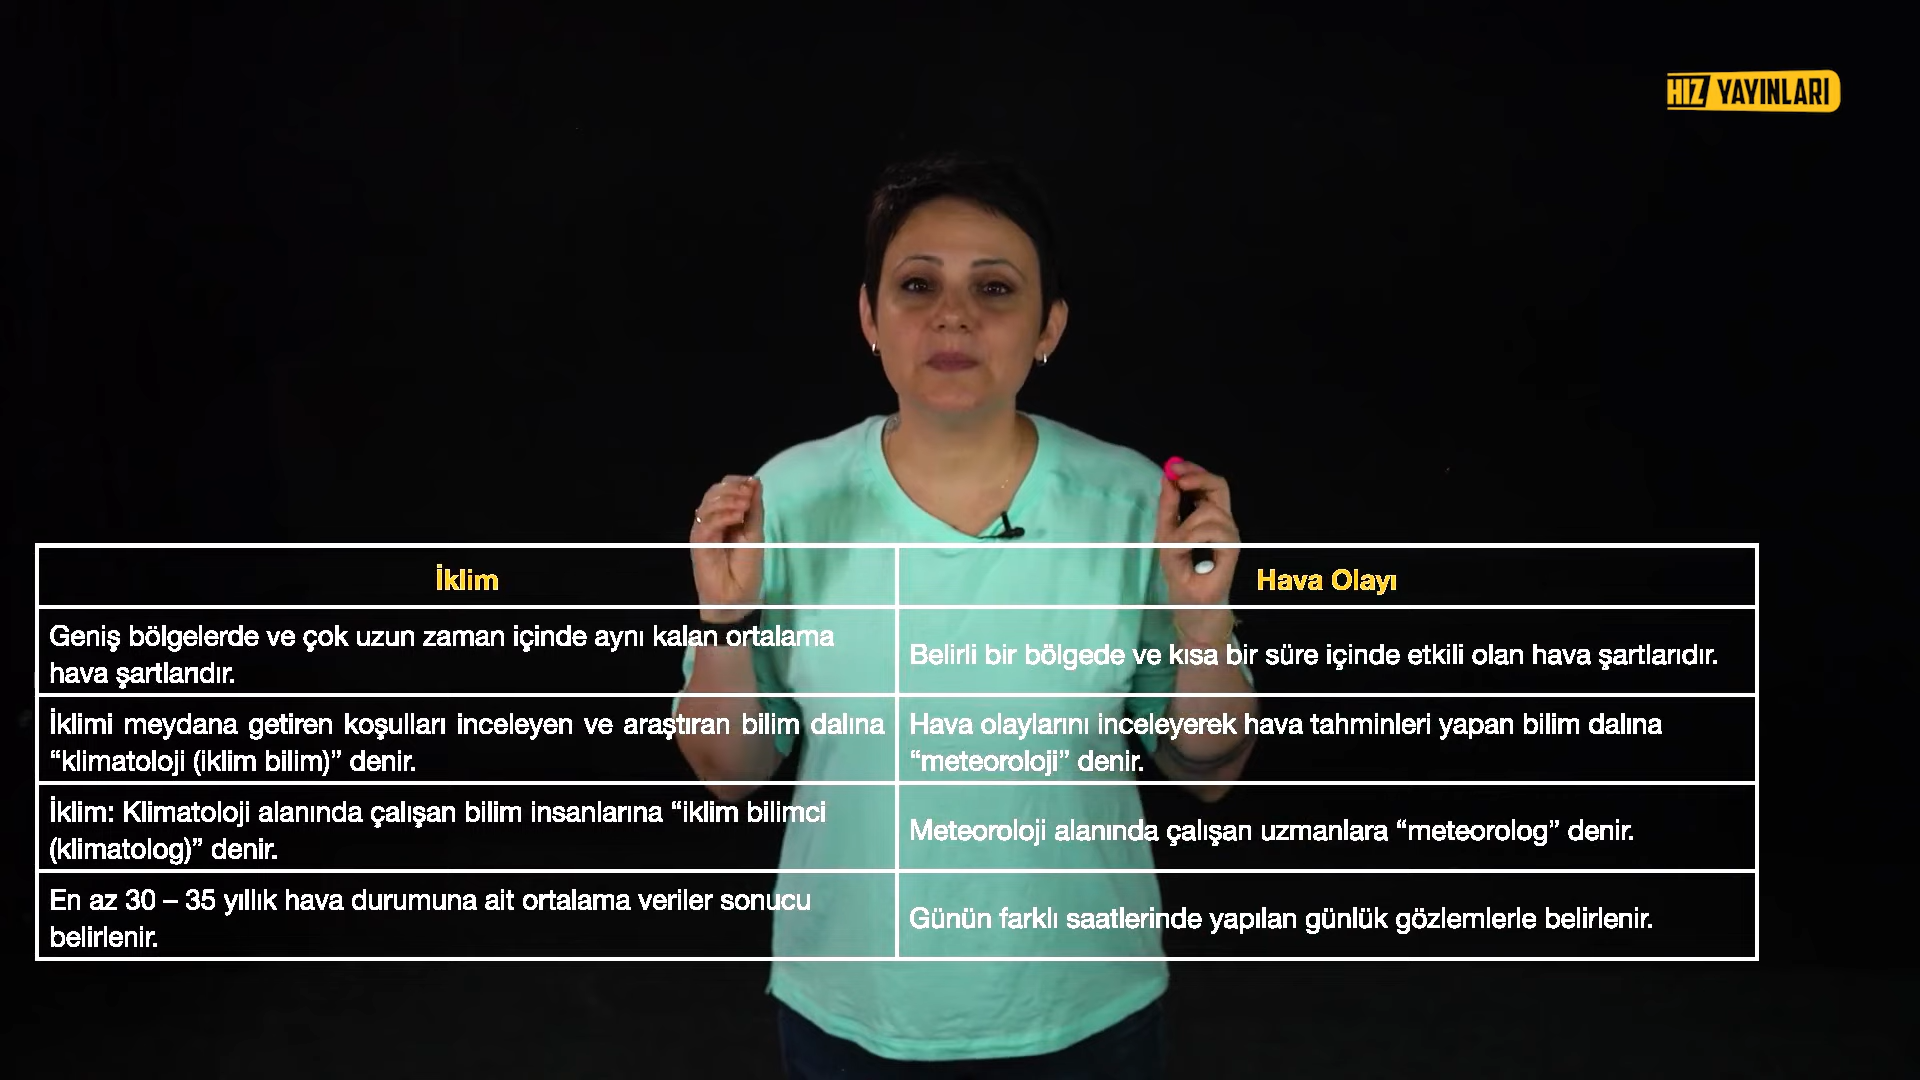 HIZ YAYINLARI
İklim
Hava Olayı
Geniş bölgelerde ve çok uzun zaman içinde aynı kalan ortalama
hava şartlarıdır.
Belirli bir bölgede ve kısa bir süre içinde etkili olan hava şartlarıdır.
İklimi meydana getiren koşulları inceleyen ve araştıran bilim dalına
“klimatoloji (iklim bilim)” denir.
Hava olaylarını inceleyerek hava tahminleri yapan bilim dalına
“meteoroloji” denir.
İklim: Klimatoloji alanında çalışan bilim insanlarına “iklim bilimci
(klimatolog)” denir.
Meteoroloji alanında çalışan uzmanlara “meteorolog” denir.
En az 30 – 35 yıllık hava durumuna ait ortalama veriler sonucu
belirlenir.
Günün farklı saatlerinde yapılan günlük gözlemlerle belirlenir.